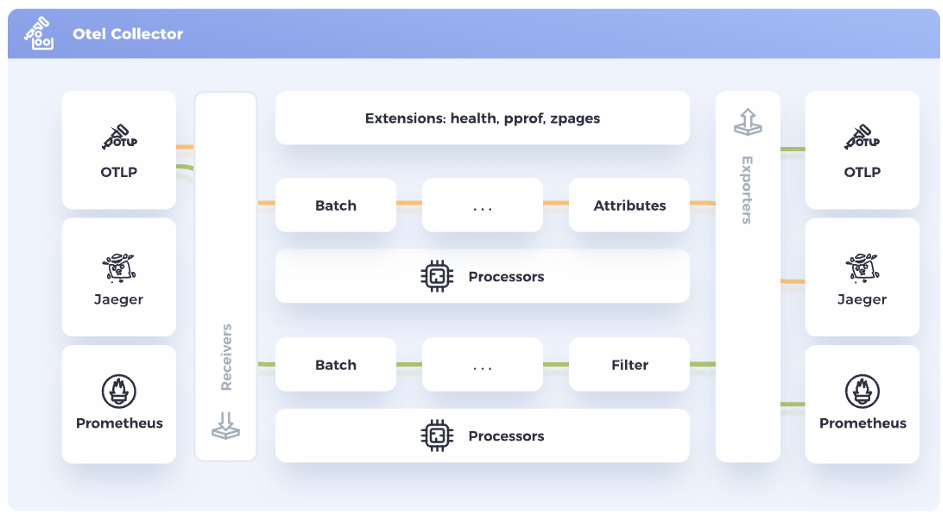 Otel Collector
OTLP
OTLP
Jaeger
Prometheus
Receivers
Extensions: health, pprof, zpages
Batch
. . .
Attributes
Processors
Batch
. . .
Filter
Processors
Exporters
OTLP
OTLP
Jaeger
Prometheus